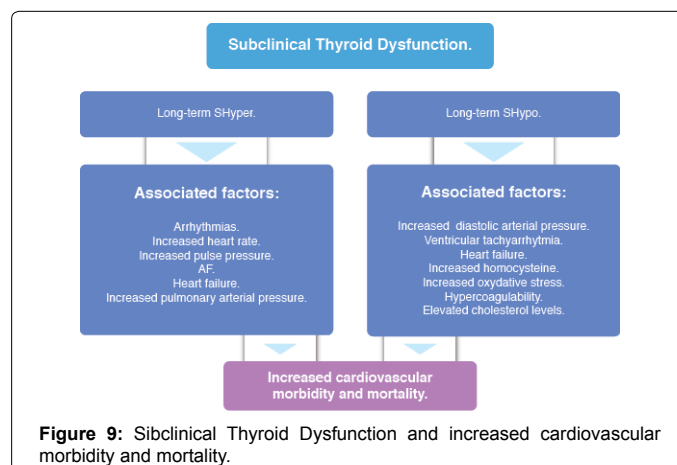 Subclinical Thyroid Dysfunction.
Long-term SHyper.
Long-term SHypo.
Associated factors:
Arrhythmias.
Increased heart rate.
Increased pulse pressure.
AF.
Heart failure.
Increased pulmonary arterial pressure.
Associated factors:
Increased diastolic arterial pressure.
Ventricular tachyarrytmia.
Heart failure.
Increased homocysteine.
Increased oxydative stress.
Hypercoagulability.
Elevated cholesterol levels.
Increased cardiovascular
morbidity and mortality.
Figure 9: Sibclinical Thyroid Dysfunction and increased cardiovascular
morbidity and mortality.